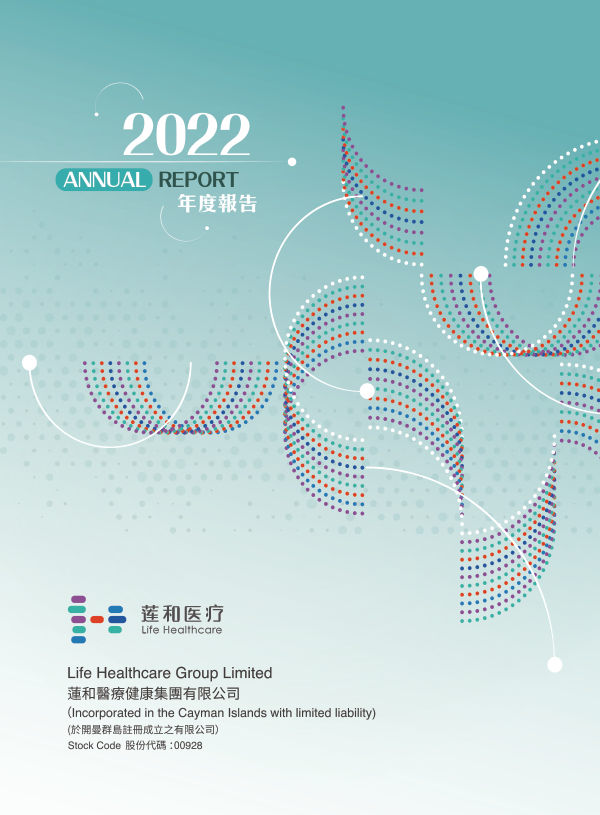 2022
ANNUAL REPORT
年度報告
莲和医疗
Life Healthcare
Life Healthcare Group Limited
蓮和醫療健康集團有限公司
(Incorporated in the Cayman Islands with limited liability)
(於開曼群島註冊成立之有限公司)
Stock Code 股份代碼：00928